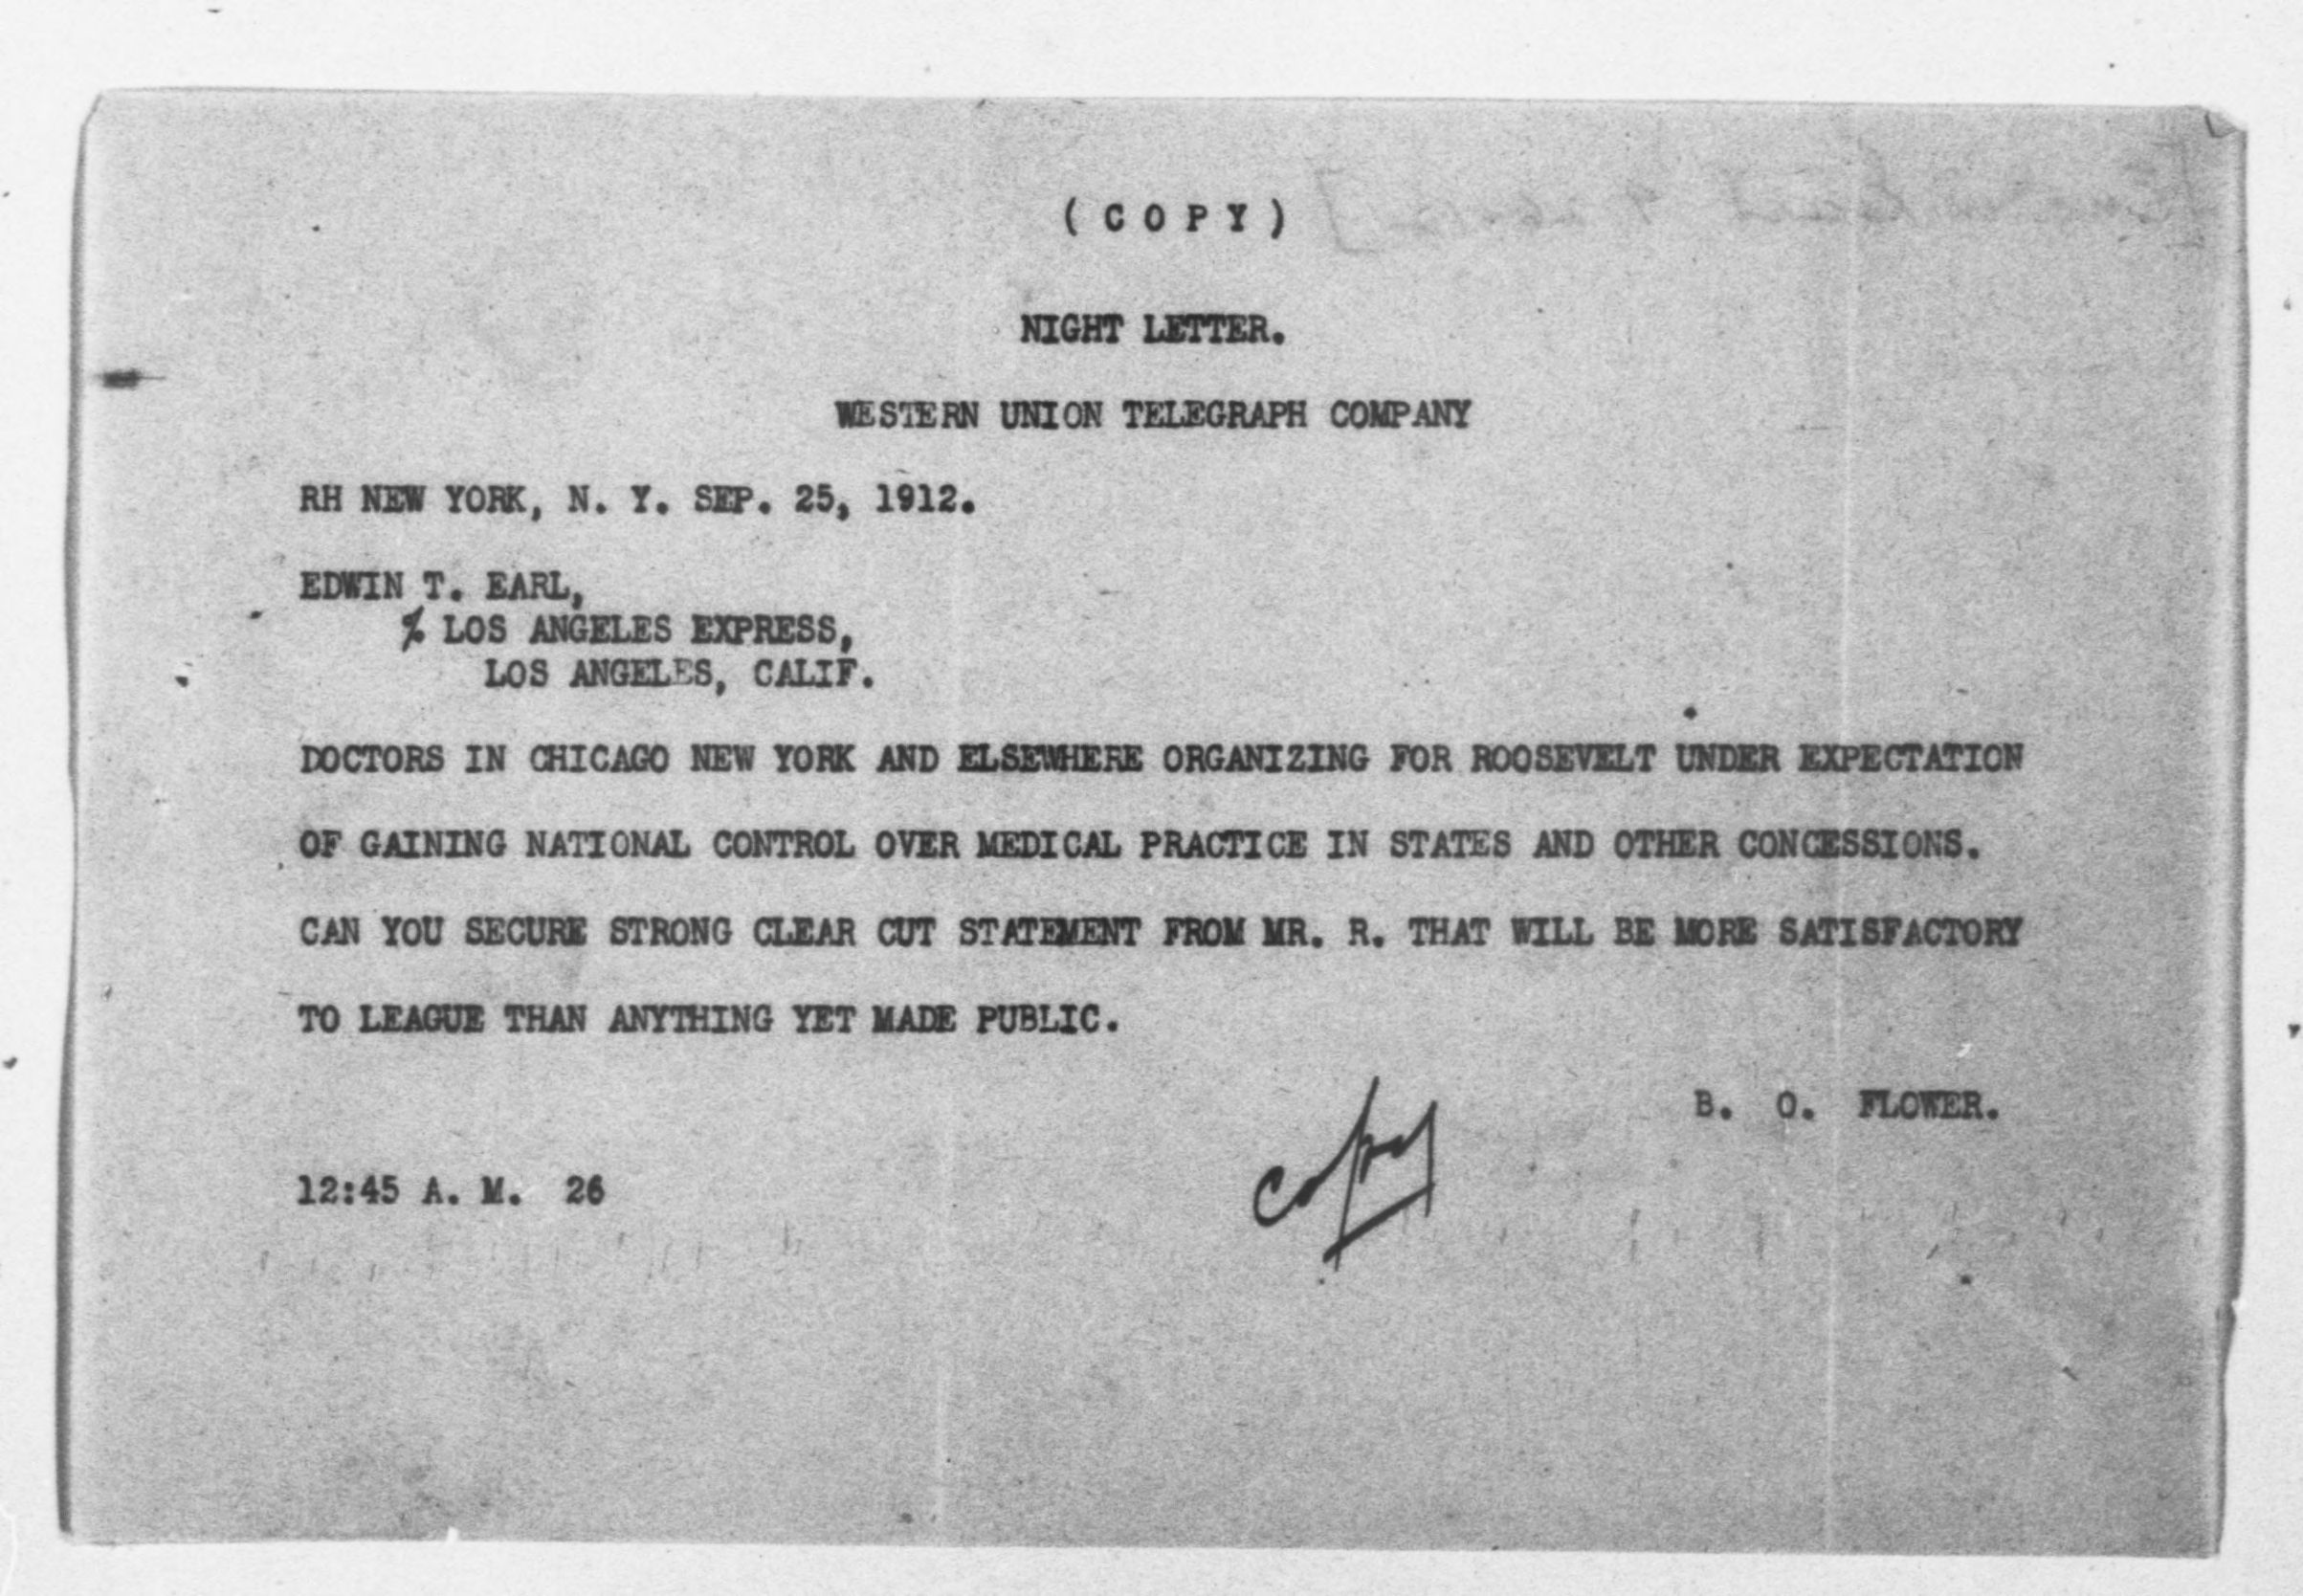 ( C O P Y )
NIGHT LETTER.
WESTERN UNION TELEGRAPH COMPANY
RH NEW YORK, N. Y. SEP. 25, 1912.
EDWIN T. EARL,
% LOS ANGELES EXPRESS,
LOS ANGELES, CALIF.
DOCTORS IN CHICAGO NEW YORK AND ELSEWHERE ORGANIZING FOR ROOSEVELT UNDER EXPECTATION
OF GAINING NATIONAL CONTROL OVER MEDICAL PRACTICE IN STATES AND OTHER CONCESSIONS.
CAN YOU SECURE STRONG CLEAR CUT STATEMENT FROM MR. R. THAT WILL BE MORE SATISFACTORY
TO LEAGUE THAN ANYTHING YET MADE PUBLIC.
B. O. FLOWER.
copy
12:45 A. M. 26